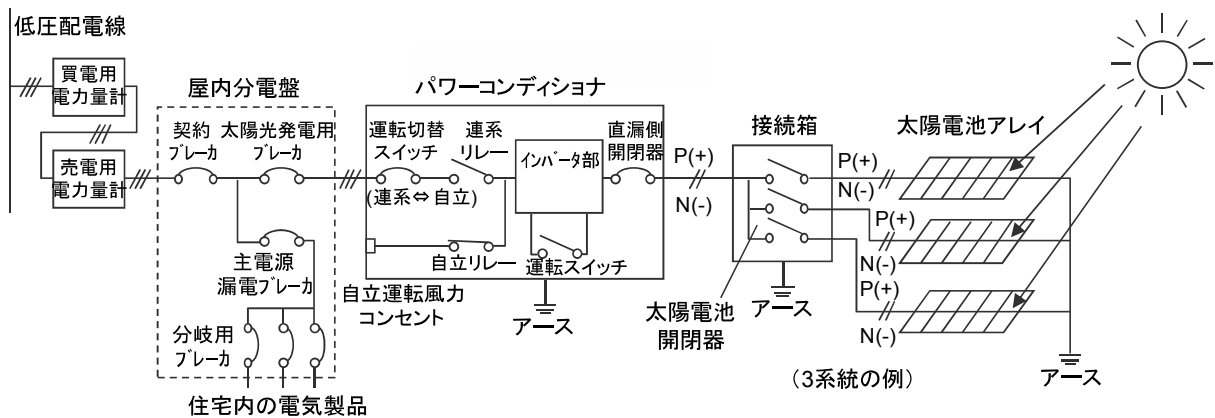 低圧配電線
買電用
電力量計
売電用
電力量計
屋内分電盤
契約
ブレーカ
太陽光発電用
ブレーカ
主電源
漏電ブレーカ
分岐用
ブレーカ
住宅内の電気製品
パワーコンディショナ
運転切替
スイッチ
(連系⇔自立)
連系
リレー
インバータ部
直漏側
開閉器
自立リレー
運転スイッチ
自立運転風力
コンセント
アース
P(+)
N(-)
接続箱
太陽電池
開閉器
アース
太陽電池アレイ
P(+)
N(-)
P(+)
N(-)
P(+)
N(-)
アース
(3系統の例)